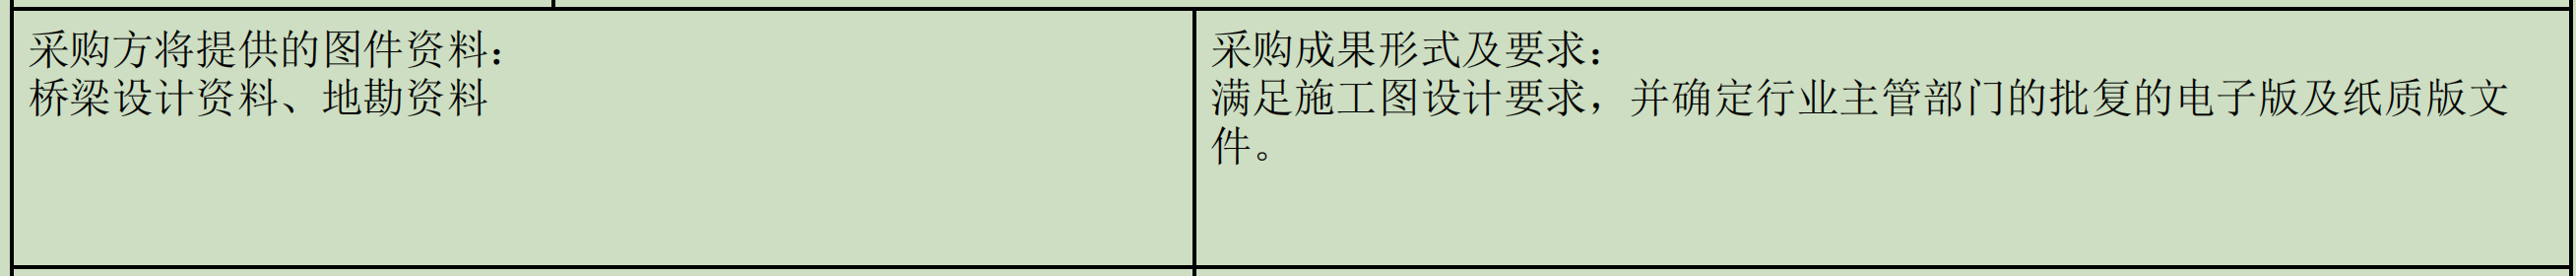 采购方将提供的图件资料：
桥梁设计资料、地勘资料
采购成果形式及要求：
满足施工图设计要求，并确定行业主管部门的批复的电子版及纸质版文
件。